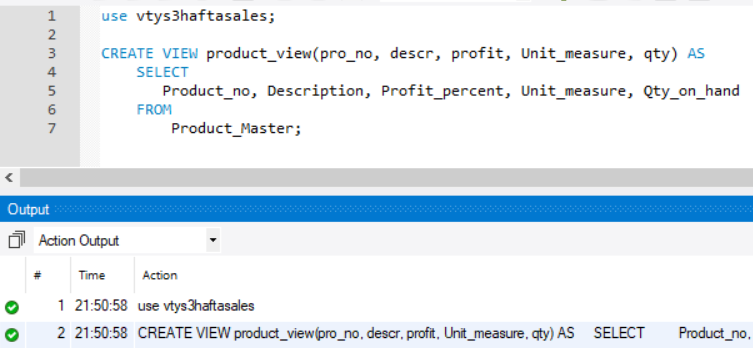 1 use vtys3haftasales;
2
3 CREATE VIEW product_view(pro_no, descr, profit, Unit_measure, qty) AS
4 SELECT
5 Product_no, Description, Profit_percent, Unit_measure, Qty_on_hand
6 FROM
7 Product_Master;
Output
Action Output
# Time Action
1 21:50:58 use vtys3haftasales
2 21:50:58 CREATE VIEW product_view(pro_no, descr, profit, Unit_measure, qty) AS SELECT Product_no,